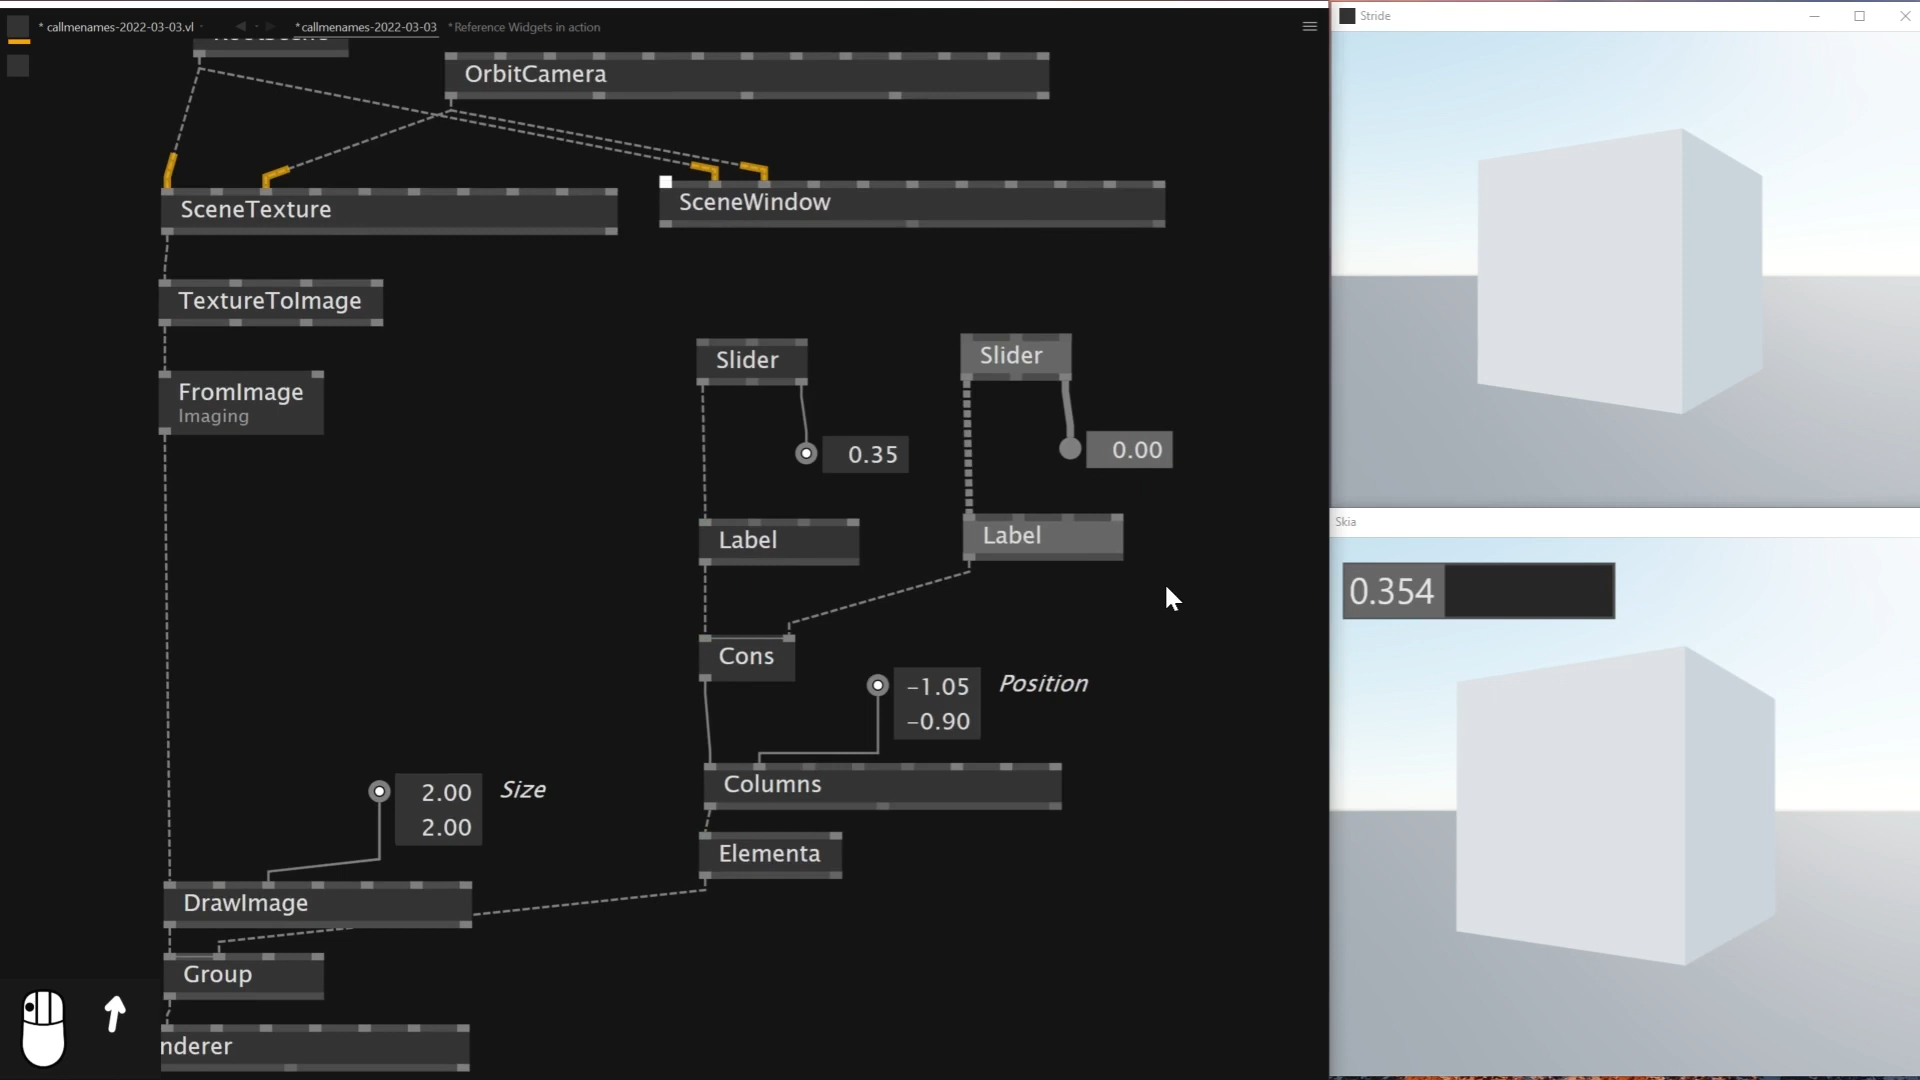 * callmenames-2022-03-03.vl
*callmenames-2022-03-03
*Reference Widgets in action
Stride
OrbitCamera
SceneTexture
SceneWindow
TextureToImage
FromImage
Imaging
Slider
Slider
0.35
0.00
Label
Label
Skia
0.354
Cons
-1.05
-0.90
Position
Columns
2.00
2.00
Size
Elementa
DrawImage
Group
nderer